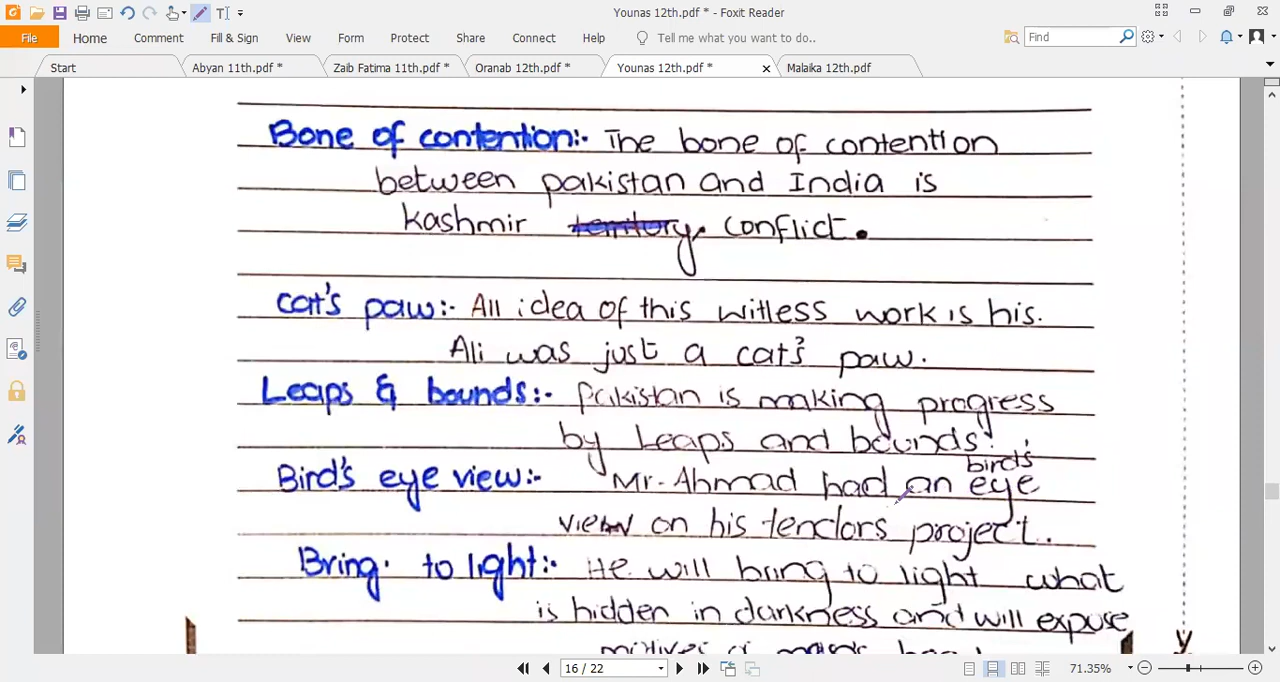 Younas 12th.pdf * - Foxit Reader
File Home Comment Fill & Sign View Form Protect Share Connect Help Tell me what you want to do.. Find
Start Abyan 11th.pdf * Zaib Fatima 11th.pdf * Oranab 12th.pdf * Younas 12th.pdf * Malaika 12th.pdf
Bone of contention:- The bone of contention
between pakistan and India is
kashmir territory. conflict.
cat's paw:- All idea of this witless work is his.
Ali was just a cat's paw.
Leaps & bounds:- Pakistan is making progress
by Leaps and bounds.
bird's
Bird's eye view:- Mr. Ahmad had an eye
view on his tendors project.
Bring to light:- He will bring to light what
is hidden in darkness and will expose
16 / 22 71.35%